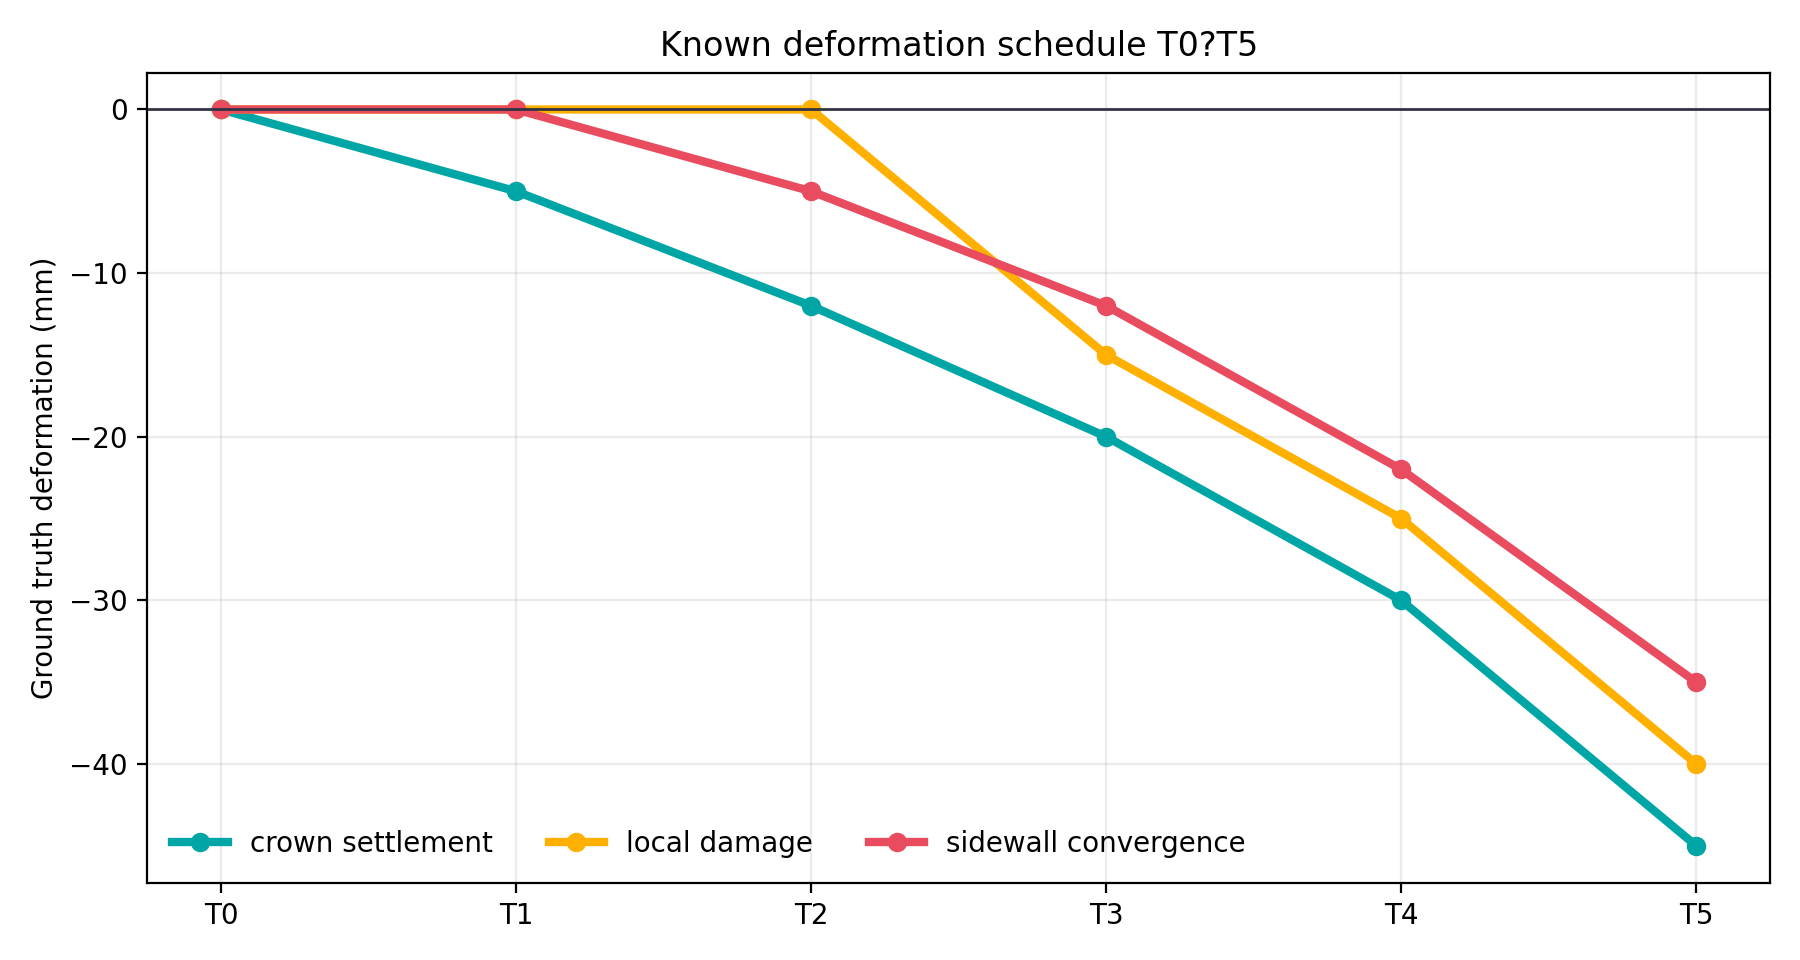 Known deformation schedule T0?T5
Ground truth deformation (mm)
0
−10
−20
−30
−40
crown settlement
local damage
sidewall convergence
T0
T1
T2
T3
T4
T5